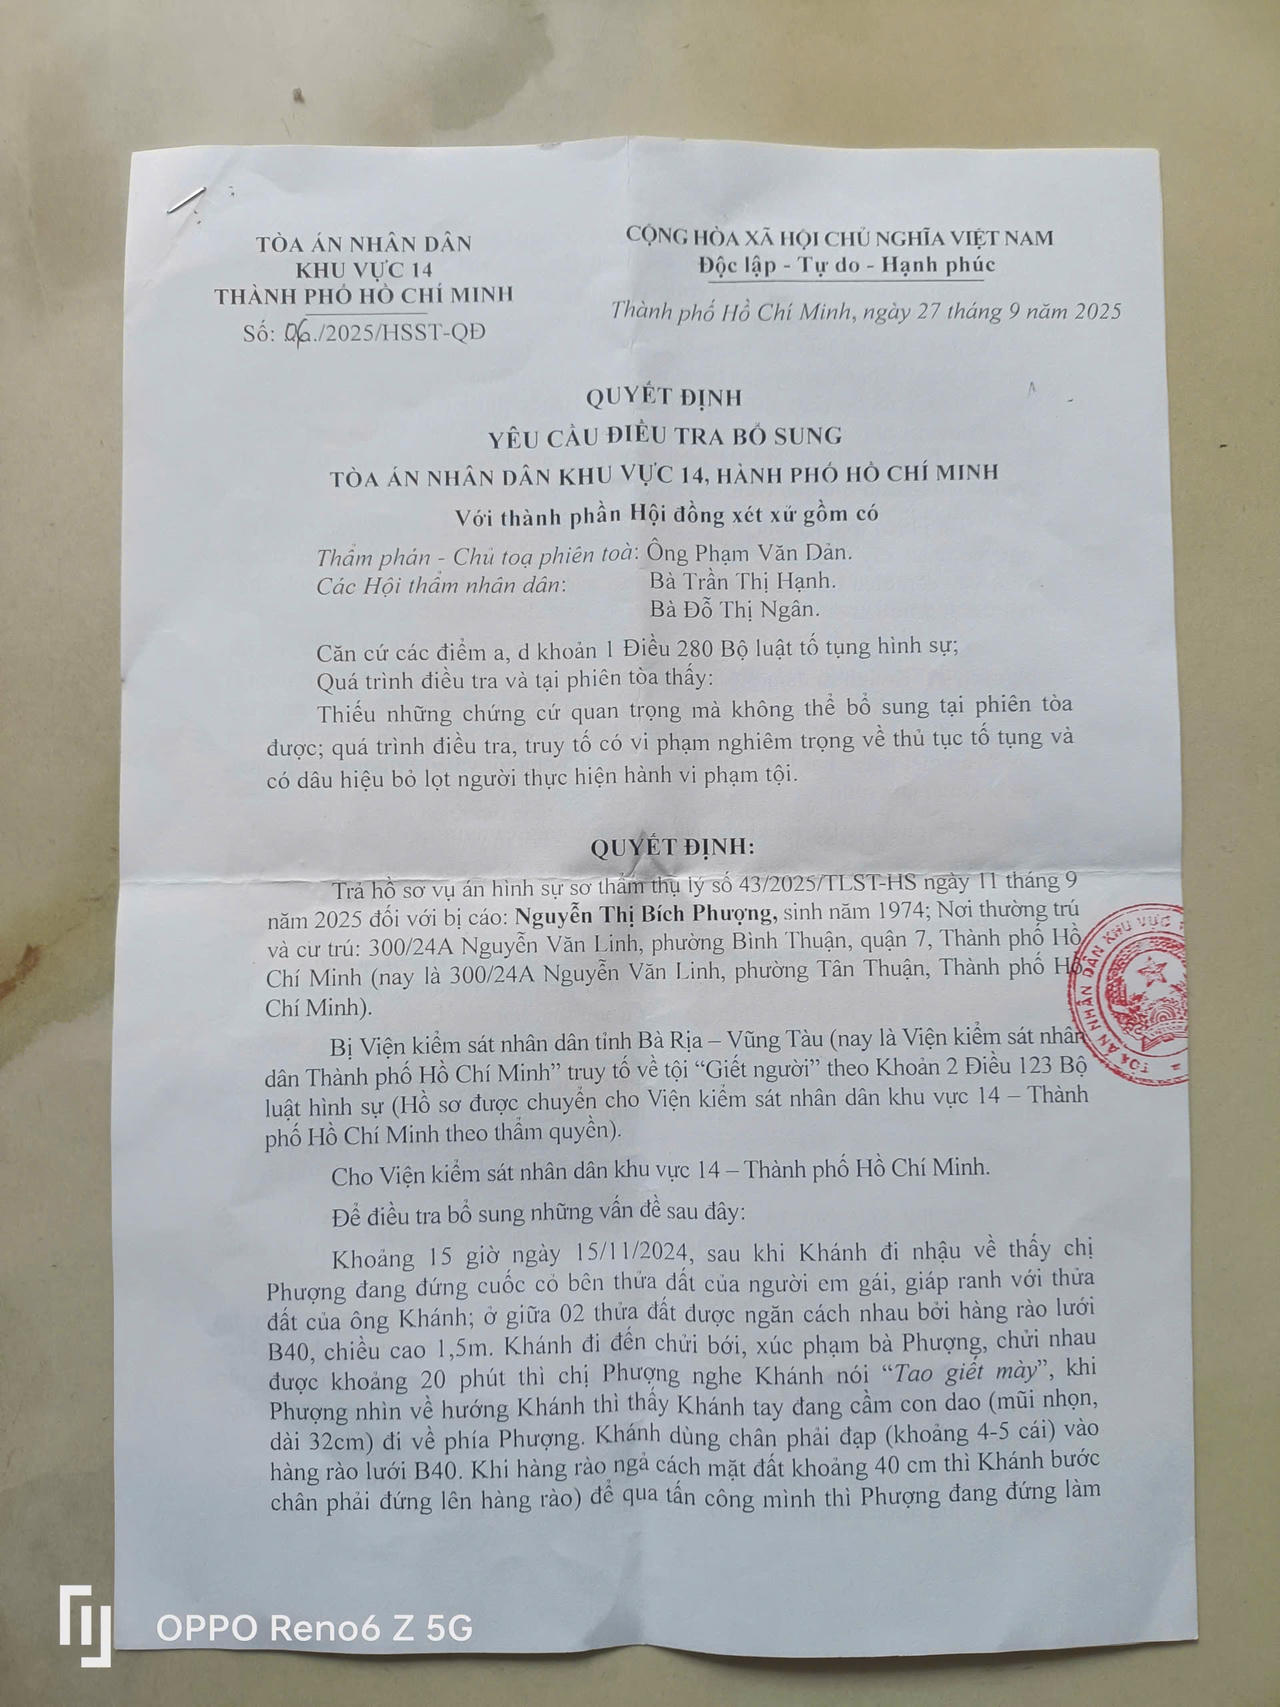 TÒA ÁN NHÂN DÂN
KHU VỰC 14
THÀNH PHỐ HỒ CHÍ MINH
Số: 06./2025/HSST-QĐ
CỘNG HÒA XÃ HỘI CHỦ NGHĨA VIỆT NAM
Độc lập - Tự do - Hạnh phúc
Thành phố Hồ Chí Minh, ngày 27 tháng 9 năm 2025
QUYẾT ĐỊNH
YÊU CẦU ĐIỀU TRA BỔ SUNG
TÒA ÁN NHÂN DÂN KHU VỰC 14, HÀNH PHỐ HỒ CHÍ MINH
Với thành phần Hội đồng xét xử gồm có
Thẩm phán - Chủ toạ phiên toà: Ông Phạm Văn Dản.
Các Hội thẩm nhân dân: Bà Trần Thị Hạnh.
Bà Đỗ Thị Ngân.
Căn cứ các điểm a, d khoản 1 Điều 280 Bộ luật tố tụng hình sự;
Quá trình điều tra và tại phiên tòa thấy:
Thiếu những chứng cứ quan trọng mà không thể bổ sung tại phiên tòa
được; quá trình điều tra, truy tố có vi phạm nghiêm trọng về thủ tục tố tụng và
có dâu hiệu bỏ lọt người thực hiện hành vi phạm tội.
QUYẾT ĐỊNH:
Trả hồ sơ vụ án hình sự sơ thẩm thụ lý số 43/2025/TLST-HS ngày 11 tháng 9
năm 2025 đối với bị cáo: Nguyễn Thị Bích Phượng, sinh năm 1974; Nơi thường trú
và cư trú: 300/24A Nguyễn Văn Linh, phường Bình Thuận, quận 7, Thành phố Hồ
Chí Minh (nay là 300/24A Nguyễn Văn Linh, phường Tân Thuận, Thành phố Hồ
Chí Minh).
Bị Viện kiểm sát nhân dân tỉnh Bà Rịa – Vũng Tàu (nay là Viện kiểm sát nhân
dân Thành phố Hồ Chí Minh” truy tố về tội “Giết người” theo Khoản 2 Điều 123 Bộ
luật hình sự (Hồ sơ được chuyển cho Viện kiểm sát nhân dân khu vực 14 – Thành
phố Hồ Chí Minh theo thẩm quyền).
Cho Viện kiểm sát nhân dân khu vực 14 – Thành phố Hồ Chí Minh.
Để điều tra bổ sung những vấn đề sau đây:
Khoảng 15 giờ ngày 15/11/2024, sau khi Khánh đi nhậu về thấy chị
Phượng đang đứng cuốc cỏ bên thửa đất của người em gái, giáp ranh với thửa
đất của ông Khánh; ở giữa 02 thửa đất được ngăn cách nhau bởi hàng rào lưới
B40, chiều cao 1,5m. Khánh đi đến chửi bới, xúc phạm bà Phượng, chửi nhau
được khoảng 20 phút thì chị Phượng nghe Khánh nói “Tao giết mày”, khi
Phượng nhìn về hướng Khánh thì thấy Khánh tay đang cầm con dao (mũi nhọn,
dài 32cm) đi về phía Phượng. Khánh dùng chân phải đạp (khoảng 4-5 cái) vào
hàng rào lưới B40. Khi hàng rào ngả cách mặt đất khoảng 40 cm thì Khánh bước
chân phải đứng lên hàng rào) để qua tấn công mình thì Phượng đang đứng làm
TÒA ÁN NHÂN DÂN KHU VỰC
OPPO Reno6 Z 5G